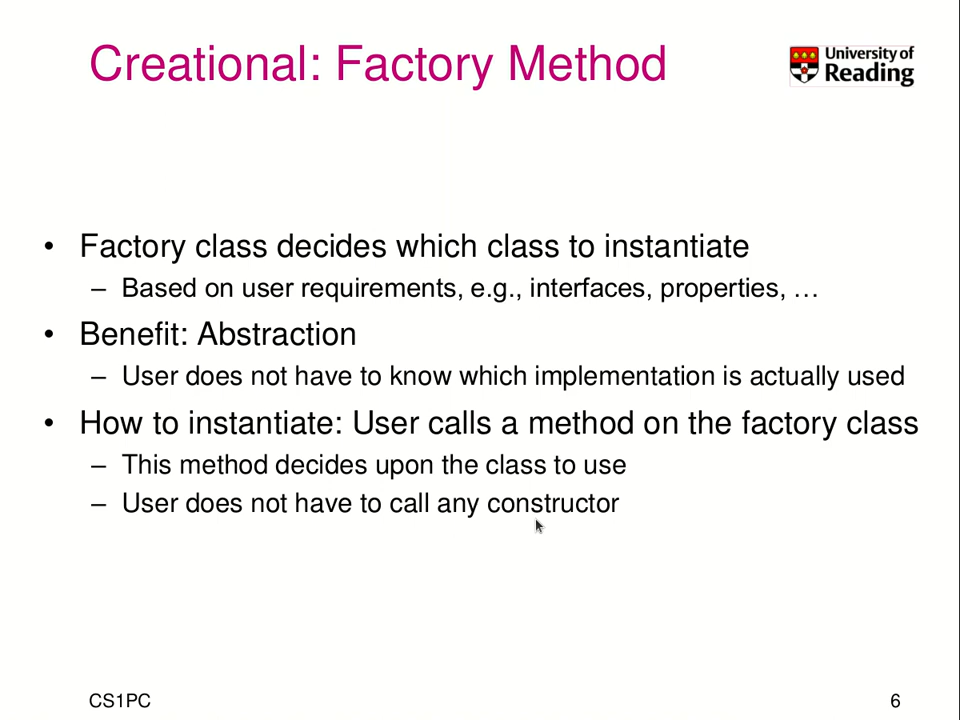 Creational: Factory Method
University of
Reading
• Factory class decides which class to instantiate
– Based on user requirements, e.g., interfaces, properties, …
• Benefit: Abstraction
– User does not have to know which implementation is actually used
• How to instantiate: User calls a method on the factory class
– This method decides upon the class to use
– User does not have to call any constructor
CS1PC
6